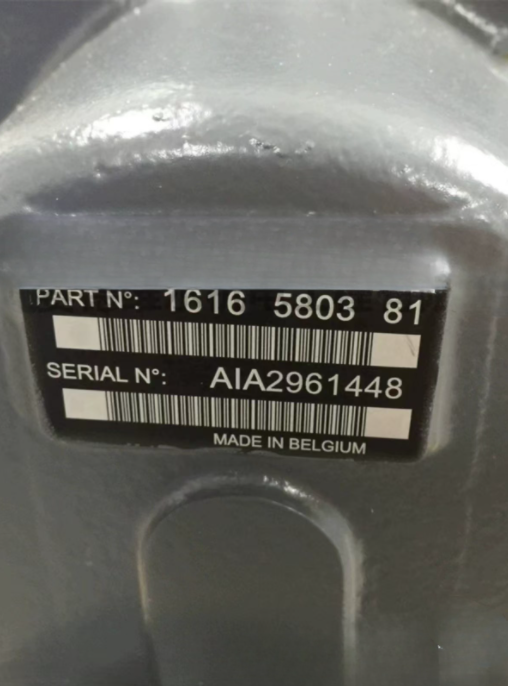 PART N°: 1616 5803 81
SERIAL N°: AIA2961448
MADE IN BELGIUM